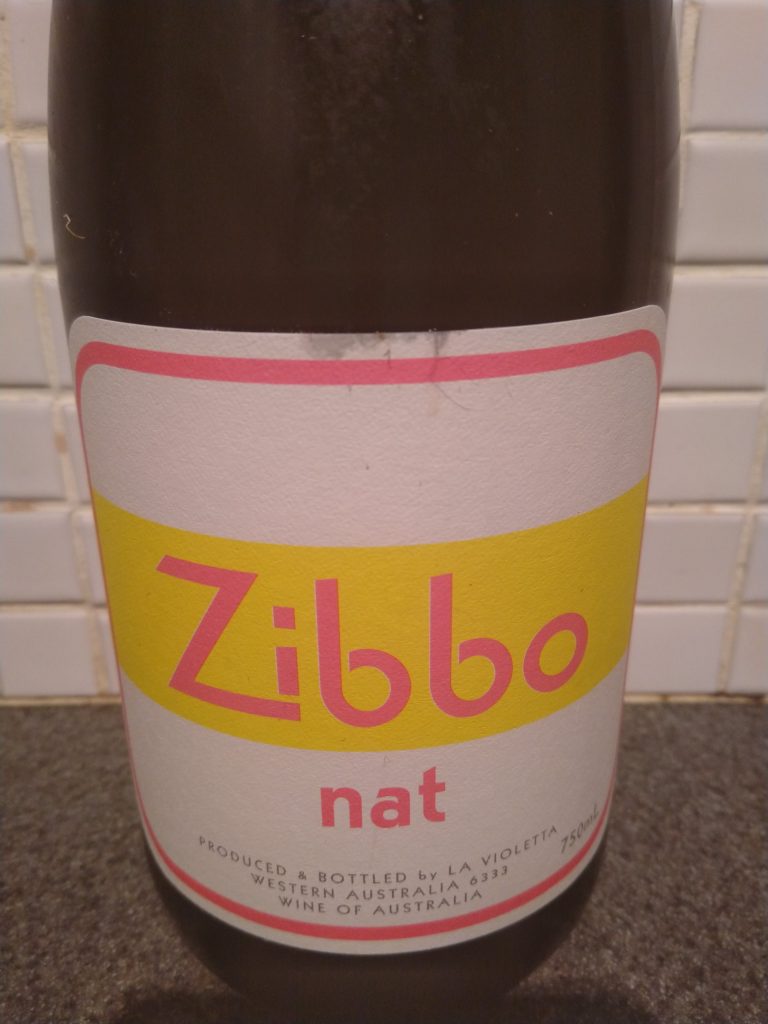 Zibbo
nat
PRODUCED & BOTTLED by LA VIOLETTA 750mL
WESTERN AUSTRALIA 6333
WINE OF AUSTRALIA